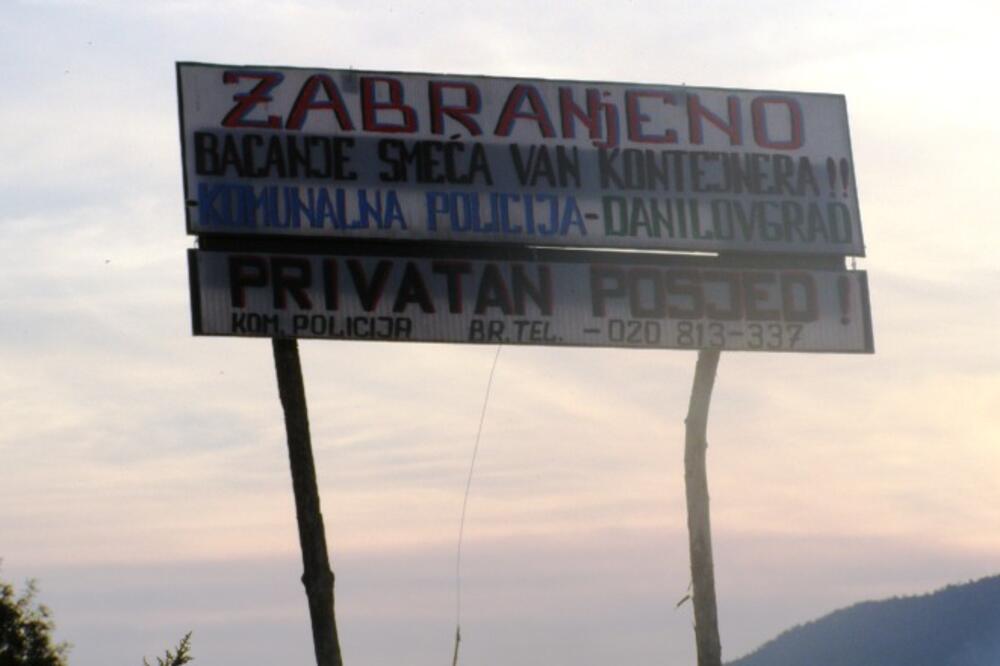 ZABRANjENO
BACANJE SMEĆA VAN KONTEJNERA!!
-KOMUNALNA POLICIJA-DANILOVGRAD
PRIVATAN POSJED!
KOM. POLICIJA BR. TEL. - 020 813-337